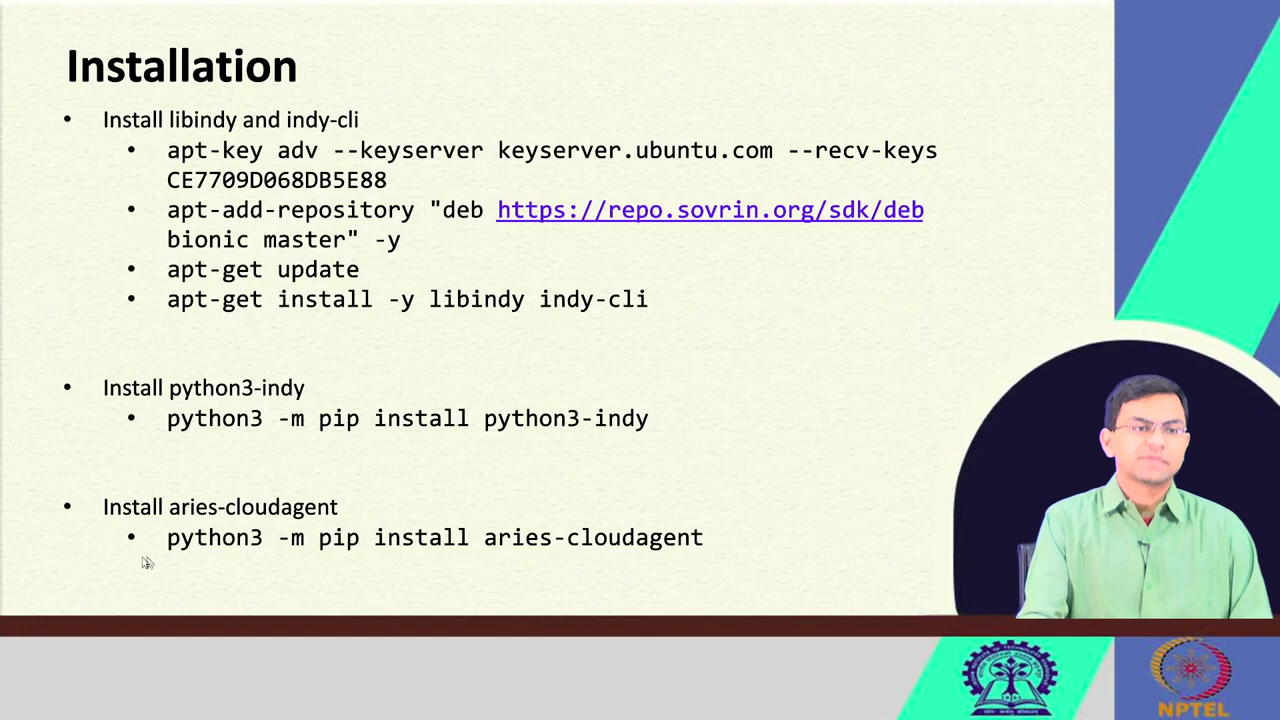 Installation
• Install libindy and indy-cli
• apt-key adv --keyserver keyserver.ubuntu.com --recv-keys
CE7709D068DB5E88
• apt-add-repository "deb https://repo.sovrin.org/sdk/deb
bionic master" -y
• apt-get update
• apt-get install -y libindy indy-cli
• Install python3-indy
• python3 -m pip install python3-indy
• Install aries-cloudagent
• python3 -m pip install aries-cloudagent
NPTEL